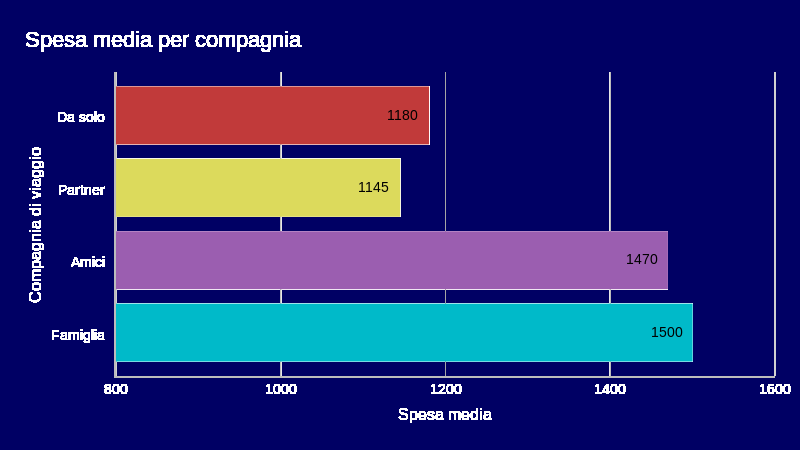 Spesa media per compagnia
Compagnia di viaggio
Da solo
1180
Partner
1145
Amici
1470
Famiglia
1500
800
1000
1200
1400
1600
Spesa media